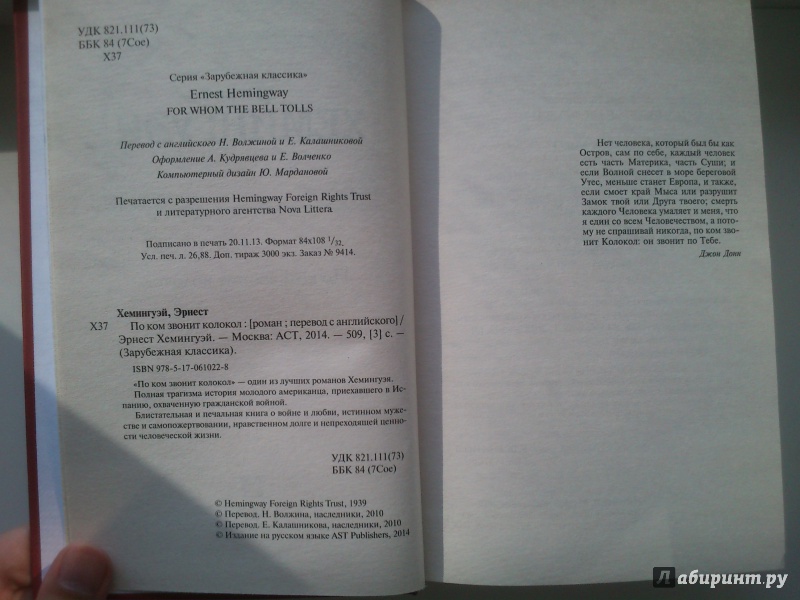 УДК 821.111(73)
ББК 84 (7Сое)
Х37
Серия «Зарубежная классика»
Ernest Hemingway
FOR WHOM THE BELL TOLLS
Перевод с английского Н. Волжиной и Е. Калашниковой
Оформление А. Кудрявцева и Е. Волченко
Компьютерный дизайн Ю. Мардановой
Печатается с разрешения Hemingway Foreign Rights Trust
и литературного агентства Nova Littera
Подписано в печать 20.11.13. Формат 84х108 1/32.
Усл. печ. л. 26,88. Доп. тираж 3000 экз. Заказ № 9414.
Хемингуэй, Эрнест
Х37 По ком звонит колокол : [роман ; перевод с английского] /
Эрнест Хемингуэй. — Москва: АСТ, 2014. — 509, [3] с. —
(Зарубежная классика).
ISBN 978-5-17-061022-8
«По ком звонит колокол» — один из лучших романов Хемингуэя.
Полная трагизма история молодого американца, приехавшего в Ис-
панию, охваченную гражданской войной.
Блистательная и печальная книга о войне и любви, истинном муже-
стве и самопожертвовании, нравственном долге и непреходящей ценно-
сти человеческой жизни.
УДК 821.111(73)
ББК 84 (7Сое)
© Hemingway Foreign Rights Trust, 1939
© Перевод. Н. Волжина, наследники, 2010
© Перевод. Е. Калашникова, наследники, 2010
© Издание на русском языке AST Publishers, 2014
Нет человека, который был бы как
Остров, сам по себе, каждый человек
есть часть Материка, часть Суши; и
если Волной снесет в море береговой
Утес, меньше станет Европа, и также,
если смоет край Мыса или разрушит
Замок твой или Друга твоего; смерть
каждого Человека умаляет и меня, что
я един со всем Человечеством, а пото-
му не спрашивай никогда, по ком зво-
нит Колокол: он звонит по Тебе.
Джон Донн
Лабиринт.ру